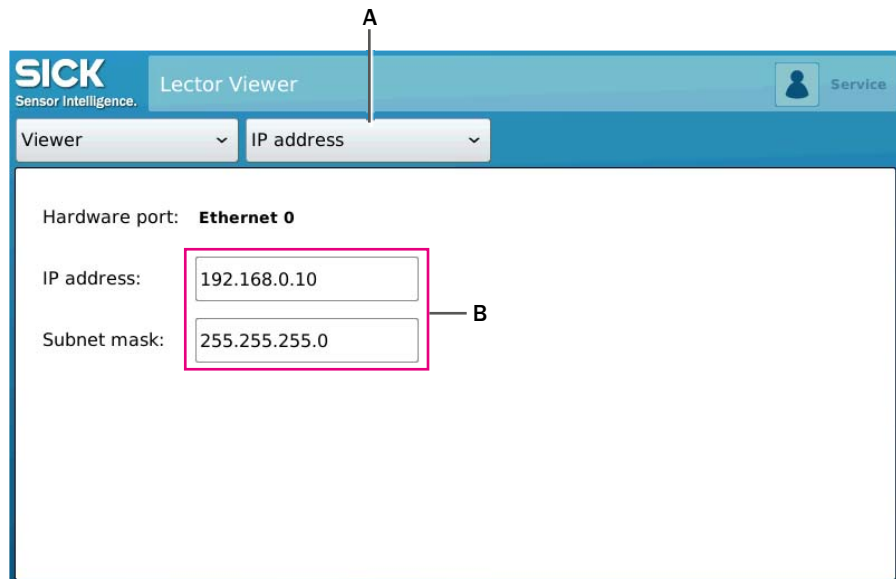 A
SICK
Sensor Intelligence.
Lector Viewer
Service
Viewer
IP address
Hardware port: Ethernet 0
IP address: 192.168.0.10
B
Subnet mask: 255.255.255.0